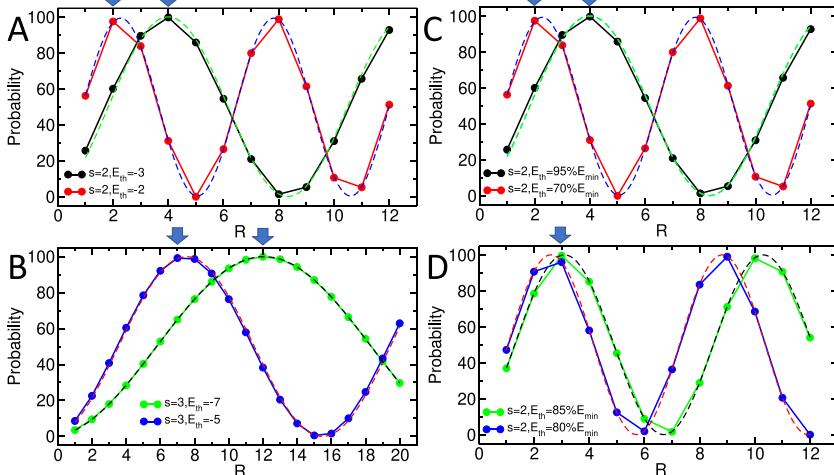 A
100
80
60
40
20
0
Probability
s=2,E_th=-3
s=2,E_th=-2
0 2 4 6 8 10 12
R
C
100
80
60
40
20
0
Probability
s=2,E_th=95%E_min
s=2,E_th=70%E_min
0 2 4 6 8 10 12
R
B
100
80
60
40
20
0
Probability
s=3,E_th=-7
s=3,E_th=-5
0 2 4 6 8 10 12 14 16 18 20
R
D
100
80
60
40
20
0
Probability
s=2,E_th=85%E_min
s=2,E_th=80%E_min
0 2 4 6 8 10 12
R